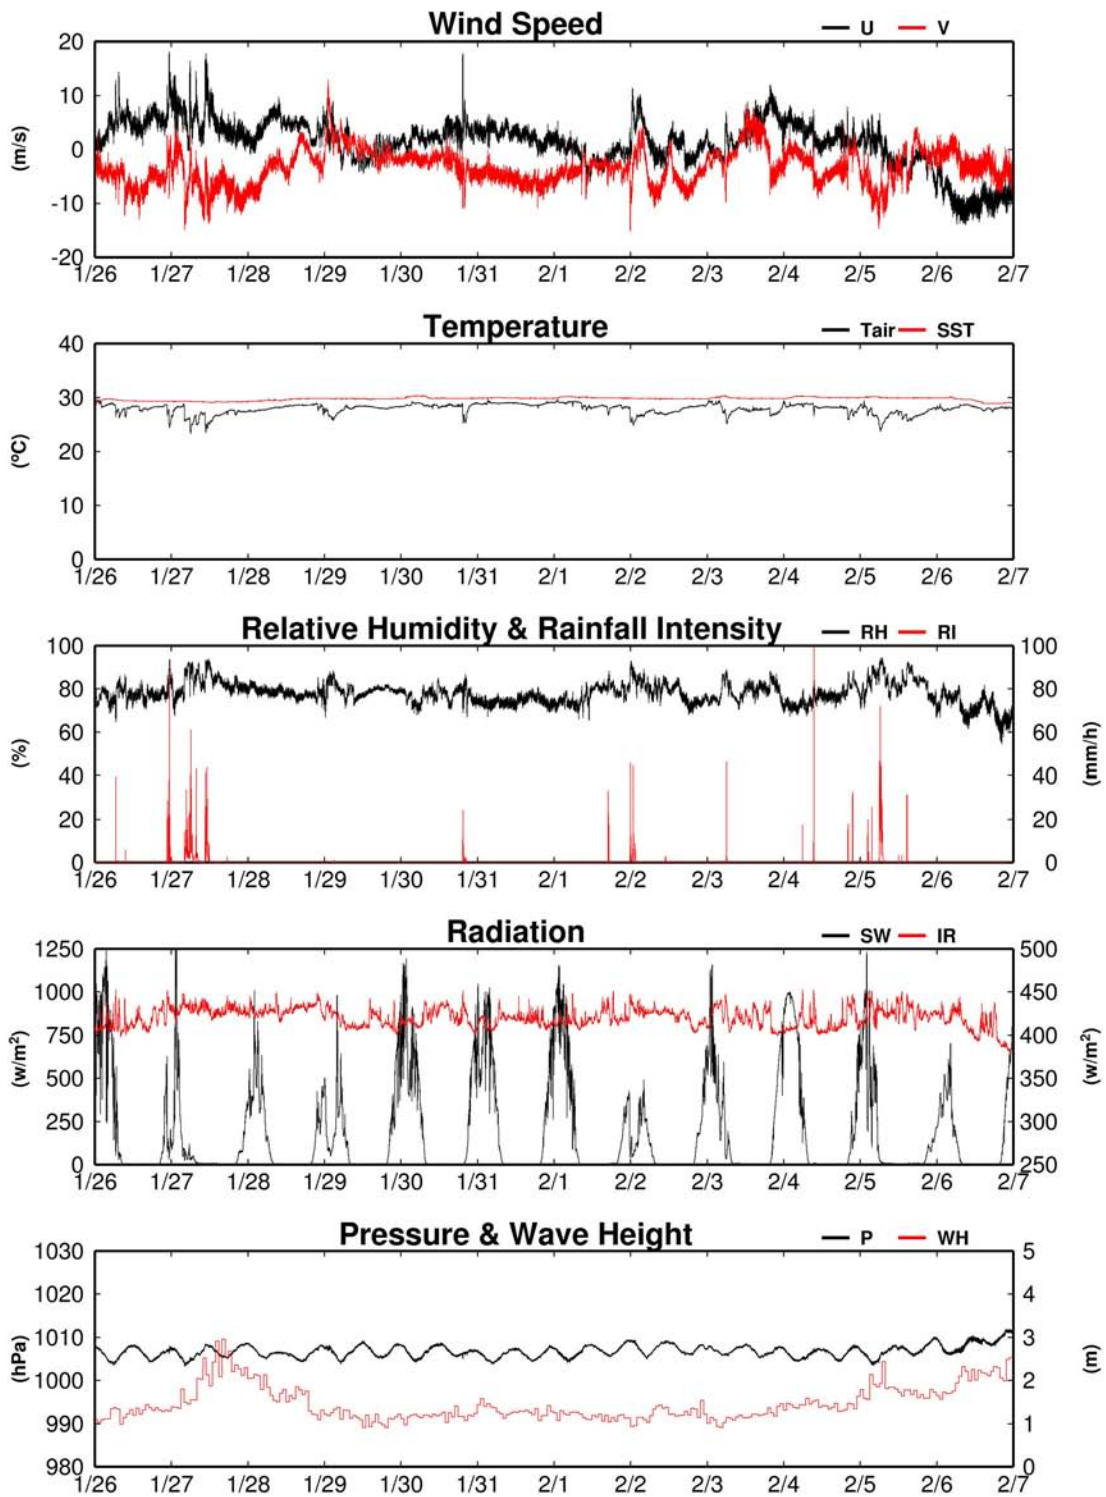 Wind Speed
U V
(m/s)
20
10
0
-10
-20
1/26 1/27 1/28 1/29 1/30 1/31 2/1 2/2 2/3 2/4 2/5 2/6 2/7
Temperature
Tair SST
(ºC)
40
30
20
10
0
1/26 1/27 1/28 1/29 1/30 1/31 2/1 2/2 2/3 2/4 2/5 2/6 2/7
Relative Humidity & Rainfall Intensity
RH RI
(%)
100 100
80 80
60 60
40 40
20 20
0 0
(mm/h)
1/26 1/27 1/28 1/29 1/30 1/31 2/1 2/2 2/3 2/4 2/5 2/6 2/7
Radiation
SW IR
(w/m²)
1250 500
1000 450
750 400
500 350
250 300
0 250
(w/m²)
1/26 1/27 1/28 1/29 1/30 1/31 2/1 2/2 2/3 2/4 2/5 2/6 2/7
Pressure & Wave Height
P WH
(hPa)
1030 5
1020 4
1010 3
1000 2
990 1
980 0
(m)
1/26 1/27 1/28 1/29 1/30 1/31 2/1 2/2 2/3 2/4 2/5 2/6 2/7